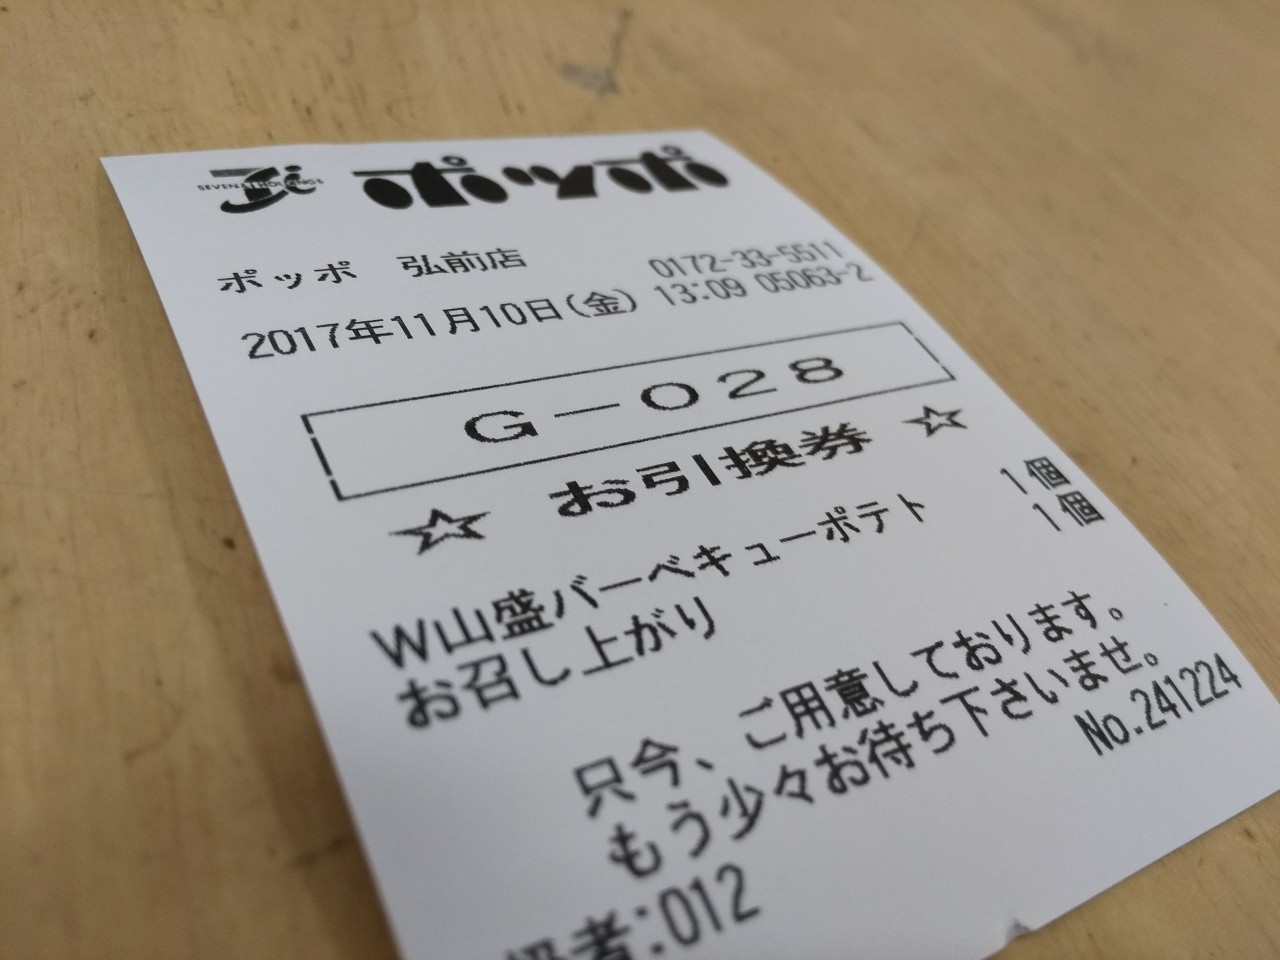 SEVEN & i HOLDINGS
ポッポ
ポッポ 弘前店 0172-33-5511
2017年11月10日(金) 13:09 05063-2
G-028
☆ お引換券 ☆
W山盛バーベキューポテト 1個
お召し上がり 1個
只今、ご用意しております。
もう少々お待ち下さいませ。
No.241224
者:012